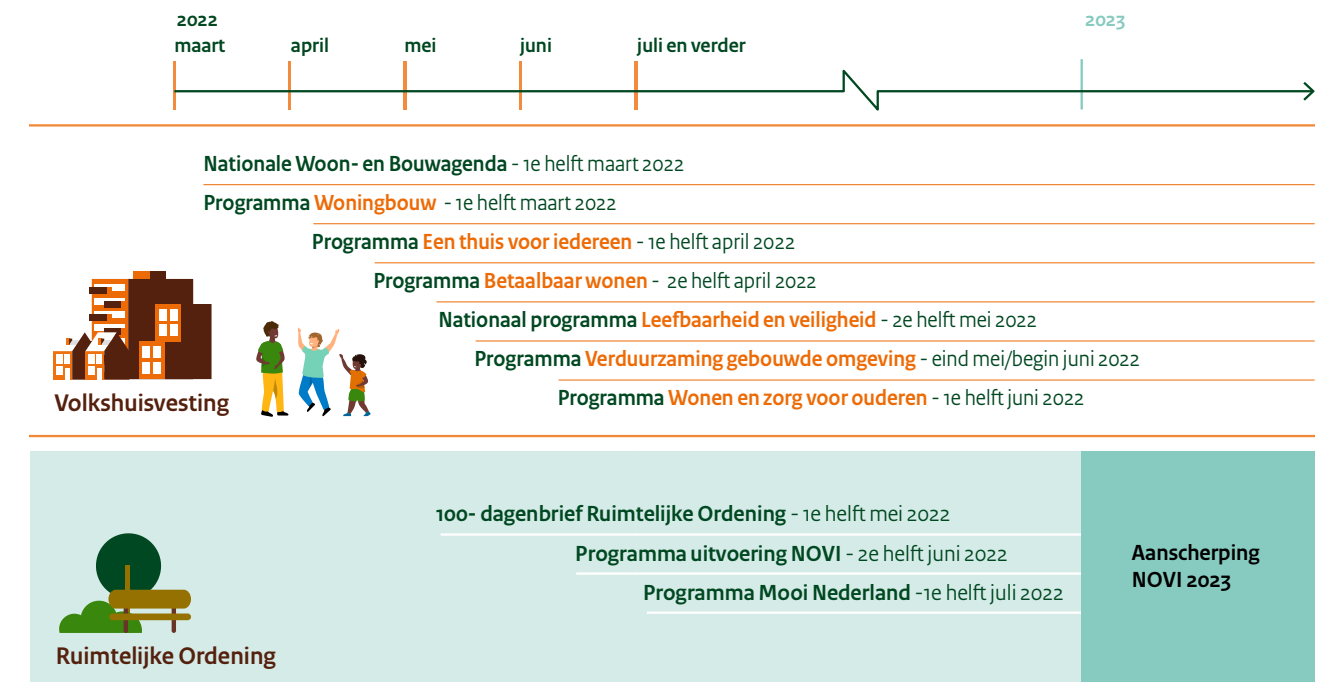 2022
2023
maart
april
mei
juni
juli en verder
Nationale Woon- en Bouwagenda - 1e helft maart 2022
Programma Woningbouw - 1e helft maart 2022
Programma Een thuis voor iedereen - 1e helft april 2022
Programma Betaalbaar wonen - 2e helft april 2022
Nationaal programma Leefbaarheid en veiligheid - 2e helft mei 2022
Programma Verduurzaming gebouwde omgeving - eind mei/begin juni 2022
Programma Wonen en zorg voor ouderen - 1e helft juni 2022
Volkshuisvesting
100- dagenbrief Ruimtelijke Ordening - 1e helft mei 2022
Programma uitvoering NOVI - 2e helft juni 2022
Programma Mooi Nederland -1e helft juli 2022
Aanscherping
NOVI 2023
Ruimtelijke Ordening